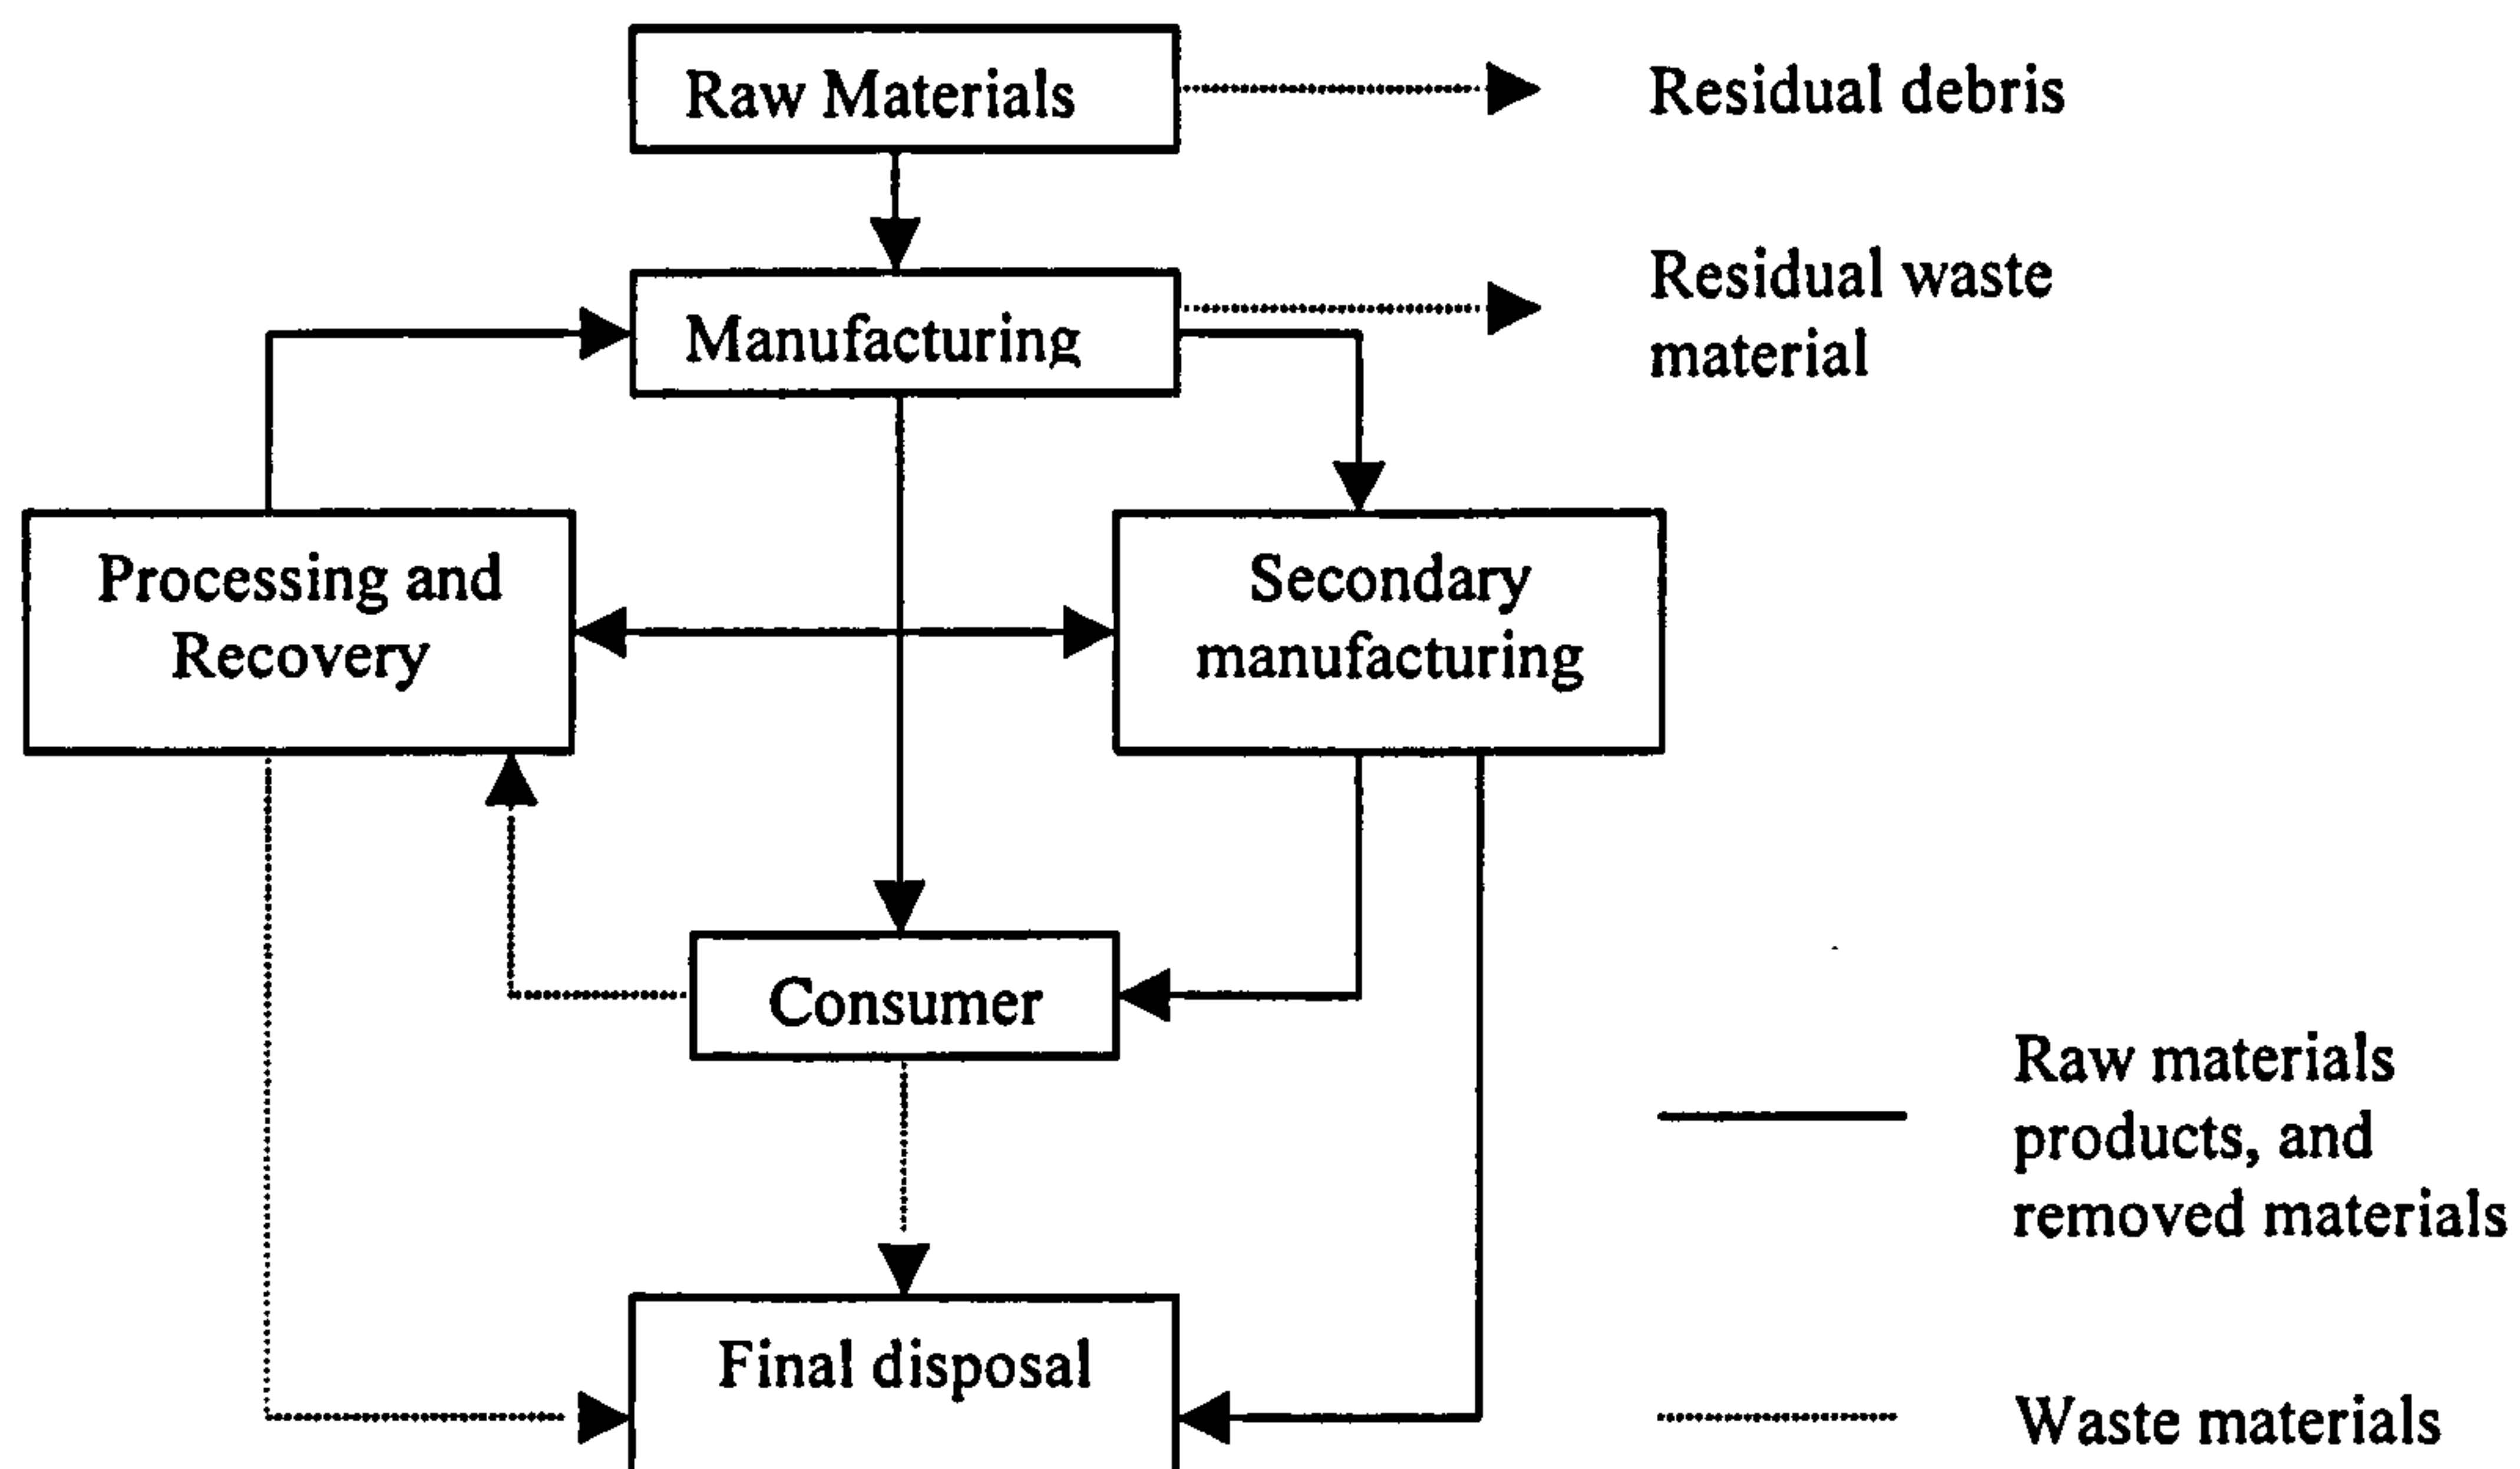 Raw Materials
Residual debris
Manufacturing
Residual waste
material
Processing and
Recovery
Secondary
manufacturing
Consumer
Raw materials
products, and
removed materials
Final disposal
Waste materials